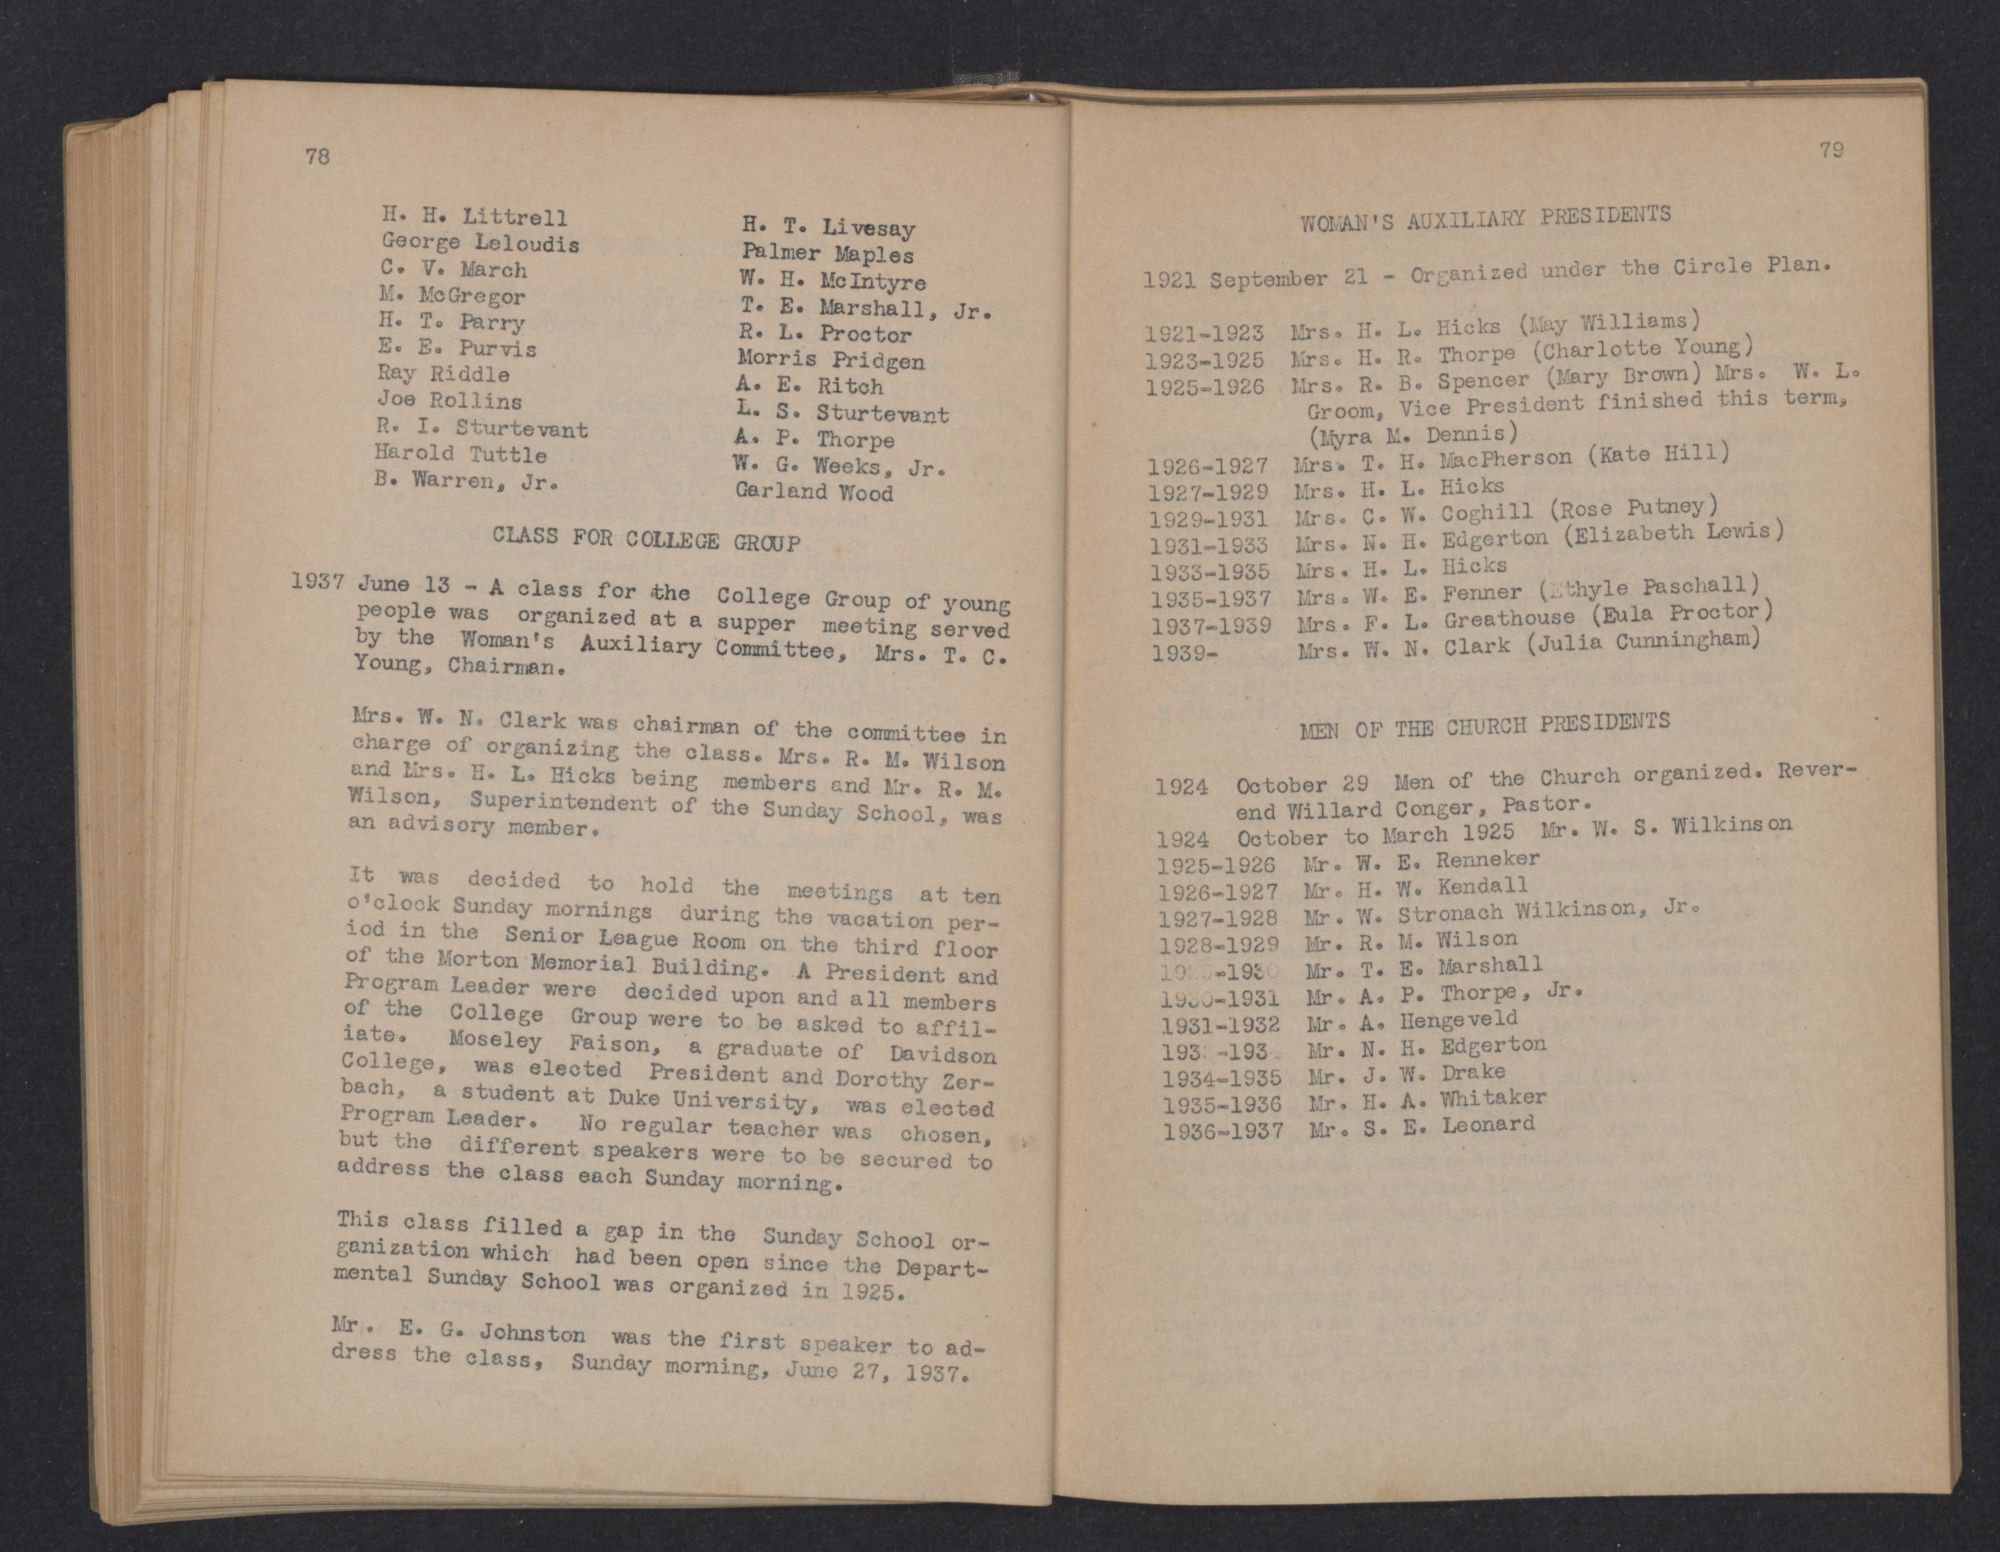 78
H. H. Littrell
George Leloudis
C. V. March
M. McGregor
H. T. Parry
E. E. Purvis
Ray Riddle
Joe Rollins
R. I. Sturtevant
Harold Tuttle
B. Warren, Jr.
H. T. Livesay
Palmer Maples
W. H. McIntyre
T. E. Marshall, Jr.
R. L. Proctor
Morris Pridgen
A. E. Ritch
L. S. Sturtevant
A. P. Thorpe
W. G. Weeks, Jr.
Garland Wood
CLASS FOR COLLEGE GROUP
1937 June 13 - A class for the College Group of young
people was organized at a supper meeting served
by the Woman's Auxiliary Committee, Mrs. T. C.
Young, Chairman.
Mrs. W. N. Clark was chairman of the committee in
charge of organizing the class. Mrs. R. M. Wilson
and Mrs. H. L. Hicks being members and Mr. R. M.
Wilson, Superintendent of the Sunday School, was
an advisory member.
It was decided to hold the meetings at ten
o'clock Sunday mornings during the vacation per-
iod in the Senior League Room on the third floor
of the Morton Memorial Building. A President and
Program Leader were decided upon and all members
of the College Group were to be asked to affil-
iate. Moseley Faison, a graduate of Davidson
College, was elected President and Dorothy Zer-
bach, a student at Duke University, was elected
Program Leader. No regular teacher was chosen,
but the different speakers were to be secured to
address the class each Sunday morning.
This class filled a gap in the Sunday School or-
ganization which had been open since the Depart-
mental Sunday School was organized in 1925.
Mr. E. G. Johnston was the first speaker to ad-
dress the class, Sunday morning, June 27, 1937.
79
WOMAN'S AUXILIARY PRESIDENTS
1921 September 21 - Organized under the Circle Plan.
1921-1923 Mrs. H. L. Hicks (May Williams)
1923-1925 Mrs. H. R. Thorpe (Charlotte Young)
1925-1926 Mrs. R. B. Spencer (Mary Brown) Mrs. W. L.
Groom, Vice President finished this term,
(Myra M. Dennis)
1926-1927 Mrs. T. H. MacPherson (Kate Hill)
1927-1929 Mrs. H. L. Hicks
1929-1931 Mrs. C. W. Coghill (Rose Putney)
1931-1933 Mrs. N. H. Edgerton (Elizabeth Lewis)
1933-1935 Mrs. H. L. Hicks
1935-1937 Mrs. W. E. Fenner (Ethyle Paschall)
1937-1939 Mrs. F. L. Greathouse (Eula Proctor)
1939- Mrs. W. N. Clark (Julia Cunningham)
MEN OF THE CHURCH PRESIDENTS
1924 October 29 Men of the Church organized. Rever-
end Willard Conger, Pastor.
1924 October to March 1925 Mr. W. S. Wilkinson
1925-1926 Mr. W. E. Renneker
1926-1927 Mr. H. W. Kendall
1927-1928 Mr. W. Stronach Wilkinson, Jr.
1928-1929 Mr. R. M. Wilson
Mr. T. E. Marshall
1930-1931 Mr. A. P. Thorpe, Jr.
1931-1932 Mr. A. Hengeveld
Mr. N. H. Edgerton
1934-1935 Mr. J. W. Drake
1935-1936 Mr. H. A. Whitaker
1936-1937 Mr. S. E. Leonard